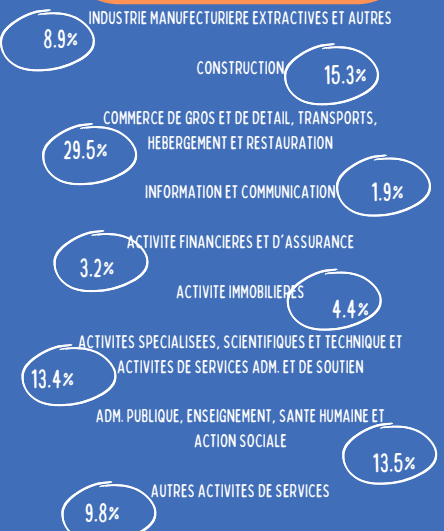 INDUSTRIE MANUFECTURIERE EXTRACTIVES ET AUTRES
8.9%
CONSTRUCTION
15.3%
COMMERCE DE GROS ET DE DETAIL, TRANSPORTS,
HEBERGEMENT ET RESTAURATION
29.5%
INFORMATION ET COMMUNICATION
1.9%
ACTIVITE FINANCIERES ET D'ASSURANCE
3.2%
ACTIVITE IMMOBILIERES
4.4%
ACTIVITES SPECIALISEES, SCIENTIFIQUES ET TECHNIQUE ET
ACTIVITES DE SERVICES ADM. ET DE SOUTIEN
13.4%
ADM. PUBLIQUE, ENSEIGNEMENT, SANTE HUMAINE ET
ACTION SOCIALE
13.5%
AUTRES ACTIVITES DE SERVICES
9.8%